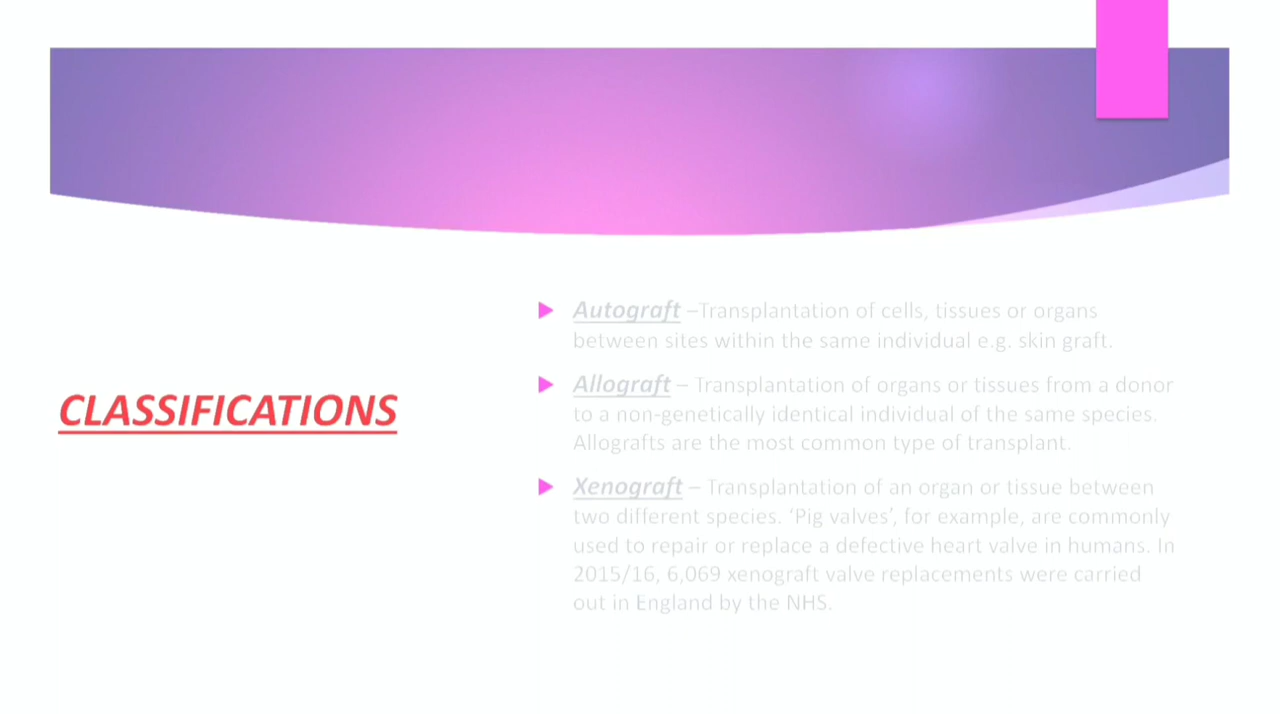 CLASSIFICATIONS
Autograft –Transplantation of cells, tissues or organs
between sites within the same individual e.g. skin graft.
Allograft – Transplantation of organs or tissues from a donor
to a non-genetically identical individual of the same species.
Allografts are the most common type of transplant.
Xenograft – Transplantation of an organ or tissue between
two different species. ‘Pig valves’, for example, are commonly
used to repair or replace a defective heart valve in humans. In
2015/16, 6,069 xenograft valve replacements were carried
out in England by the NHS.